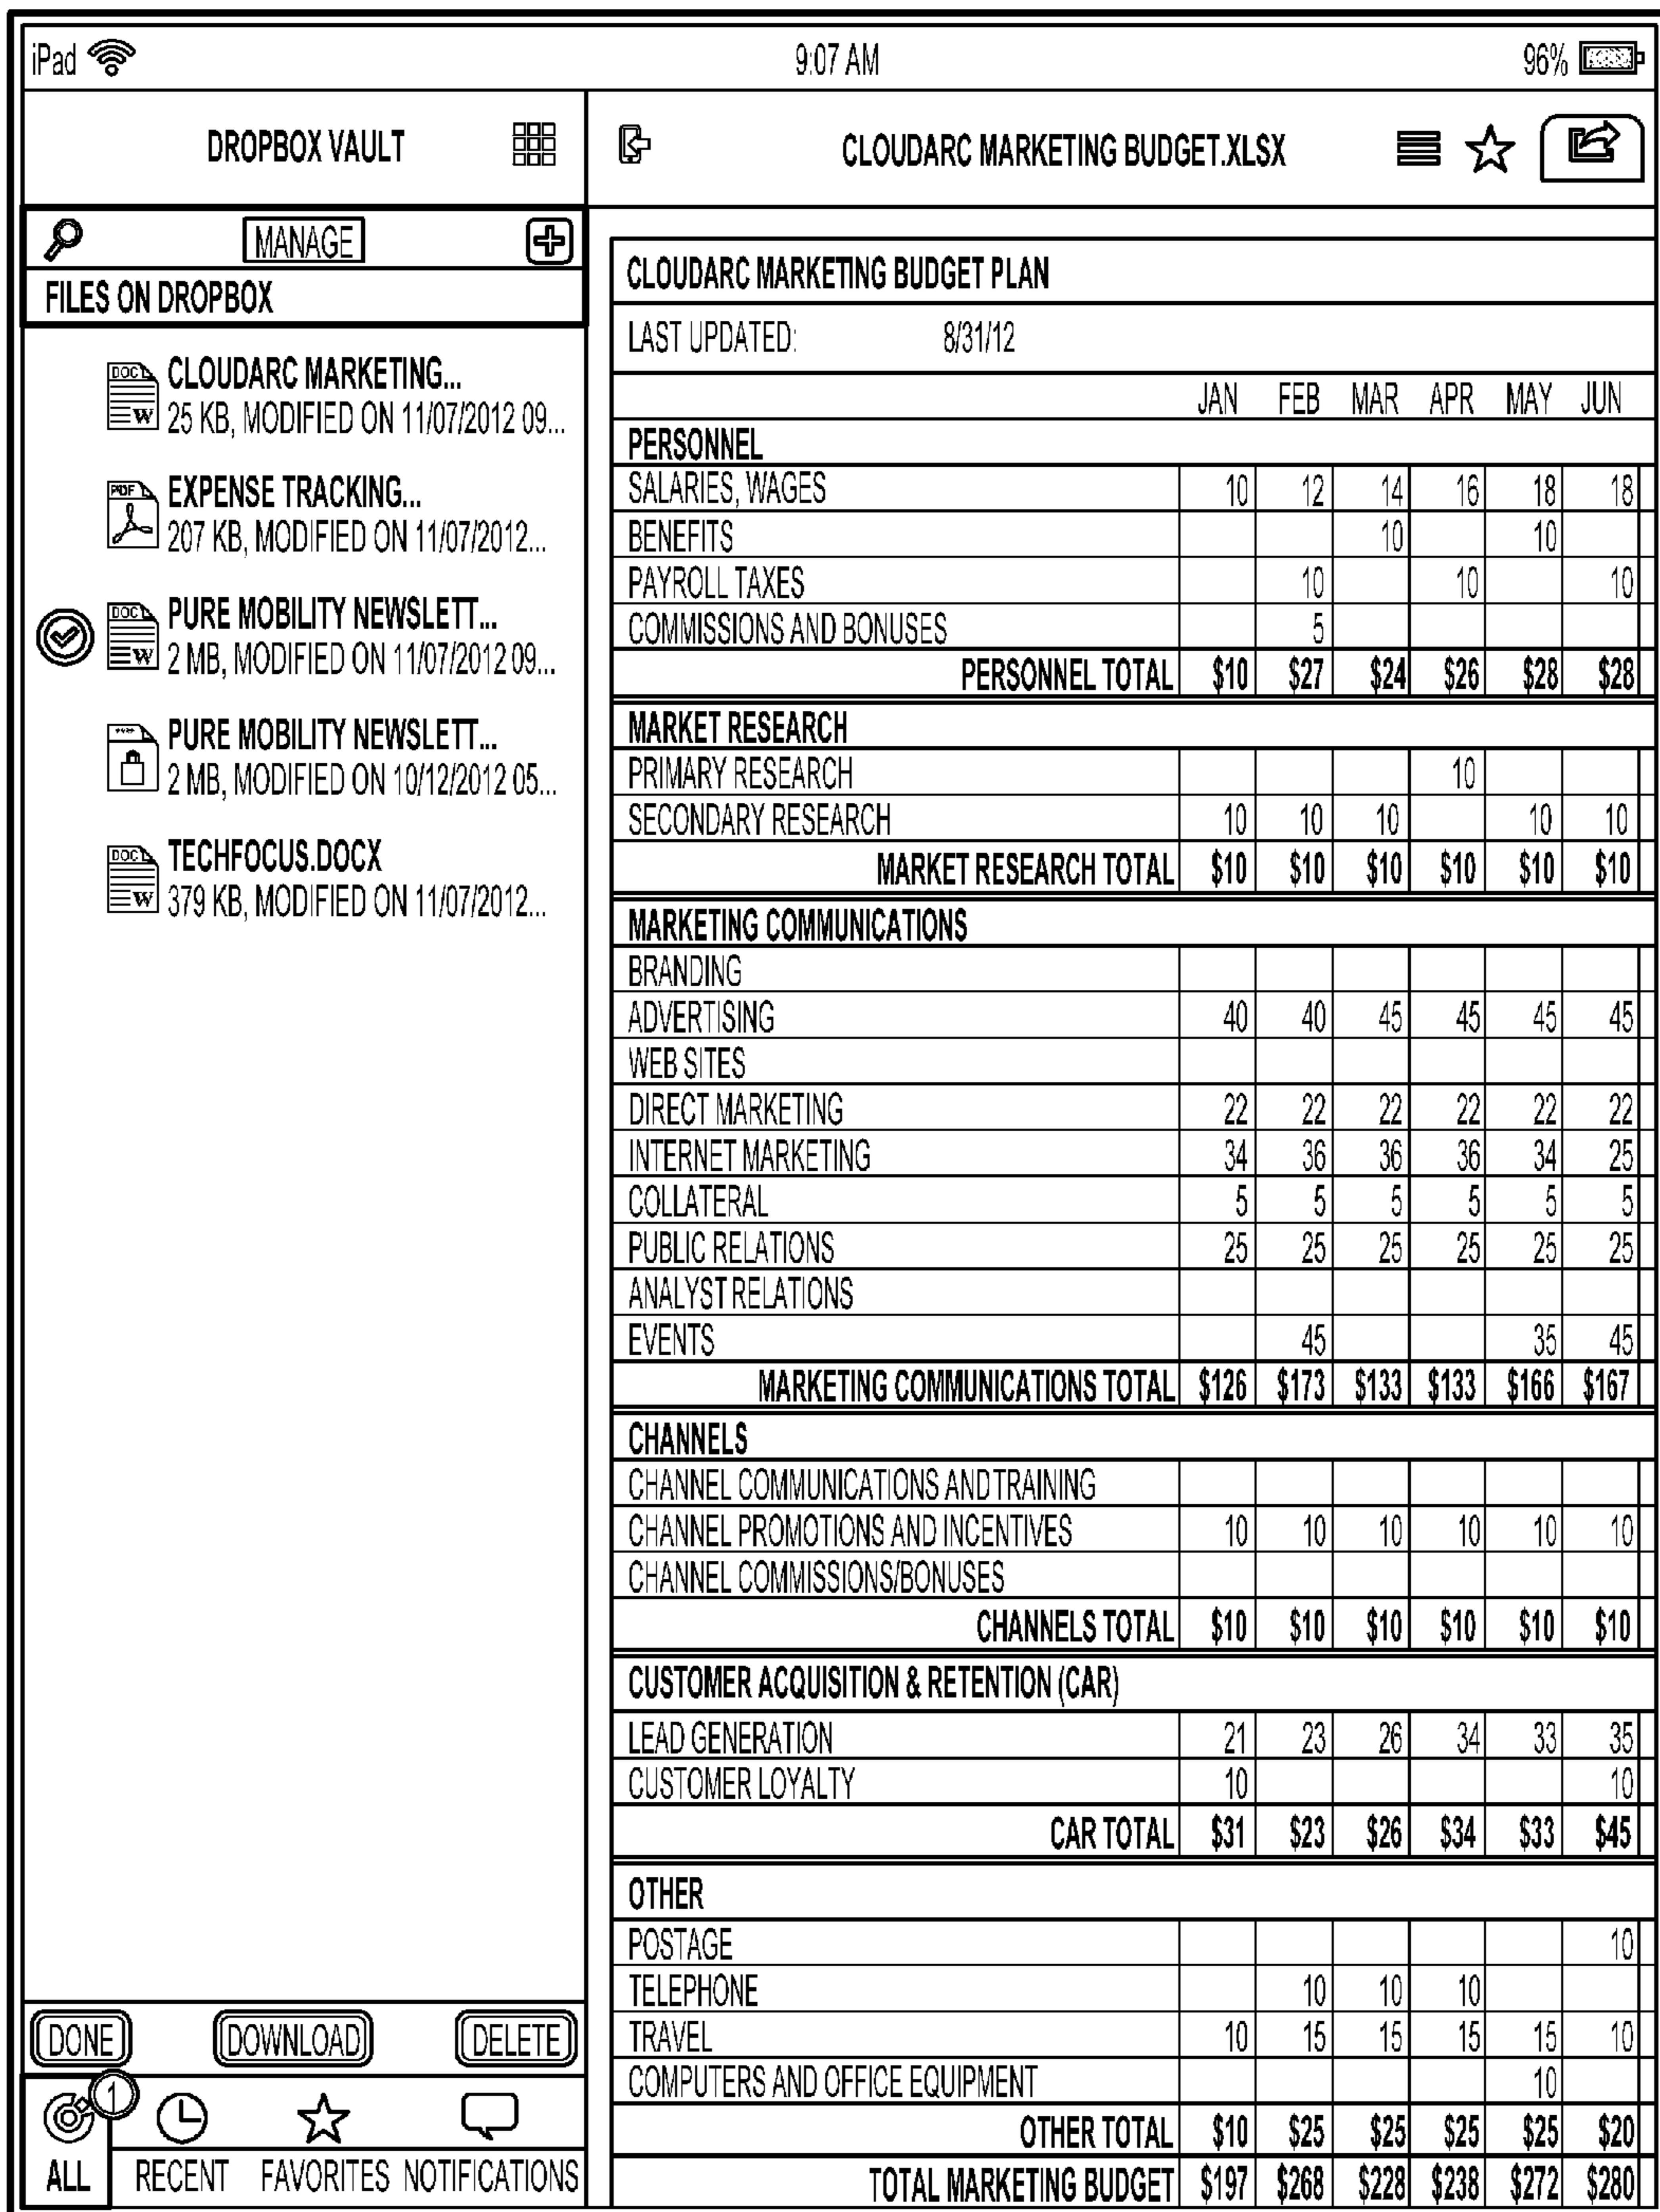 iPad 9:07 AM 96%
DROPBOX VAULT
CLOUDARC MARKETING BUDGET.XLSX
MANAGE
FILES ON DROPBOX
DOC W
CLOUDARC MARKETING...
25 KB, MODIFIED ON 11/07/2012 09...
PDF
EXPENSE TRACKING...
207 KB, MODIFIED ON 11/07/2012...
DOC W
PURE MOBILITY NEWSLETT...
2 MB, MODIFIED ON 11/07/2012 09...
PURE MOBILITY NEWSLETT...
2 MB, MODIFIED ON 10/12/2012 05...
DOC W
TECHFOCUS.DOCX
379 KB, MODIFIED ON 11/07/2012...
DONE DOWNLOAD DELETE
1
ALL RECENT FAVORITES NOTIFICATIONS
CLOUDARC MARKETING BUDGET PLAN
LAST UPDATED: 8/31/12
JAN FEB MAR APR MAY JUN
PERSONNEL
SALARIES, WAGES 10 12 14 16 18 18
BENEFITS 10 10
PAYROLL TAXES 10 10 10
COMMISSIONS AND BONUSES 5
PERSONNEL TOTAL $10 $27 $24 $26 $28 $28
MARKET RESEARCH
PRIMARY RESEARCH 10
SECONDARY RESEARCH 10 10 10 10 10
MARKET RESEARCH TOTAL $10 $10 $10 $10 $10 $10
MARKETING COMMUNICATIONS
BRANDING
ADVERTISING 40 40 45 45 45 45
WEB SITES
DIRECT MARKETING 22 22 22 22 22 22
INTERNET MARKETING 34 36 36 36 34 25
COLLATERAL 5 5 5 5 5 5
PUBLIC RELATIONS 25 25 25 25 25 25
ANALYST RELATIONS
EVENTS 45 35 45
MARKETING COMMUNICATIONS TOTAL $126 $173 $133 $133 $166 $167
CHANNELS
CHANNEL COMMUNICATIONS AND TRAINING
CHANNEL PROMOTIONS AND INCENTIVES 10 10 10 10 10 10
CHANNEL COMMISSIONS/BONUSES
CHANNELS TOTAL $10 $10 $10 $10 $10 $10
CUSTOMER ACQUISITION & RETENTION (CAR)
LEAD GENERATION 21 23 26 34 33 35
CUSTOMER LOYALTY 10 10
CAR TOTAL $31 $23 $26 $34 $33 $45
OTHER
POSTAGE 10
TELEPHONE 10 10 10
TRAVEL 10 15 15 15 15 10
COMPUTERS AND OFFICE EQUIPMENT 10
OTHER TOTAL $10 $25 $25 $25 $25 $20
TOTAL MARKETING BUDGET $197 $268 $228 $238 $272 $280